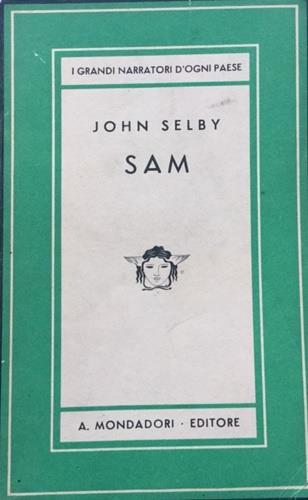 I GRANDI NARRATORI D'OGNI PAESE
JOHN SELBY
SAM
A. MONDADORI · EDITORE